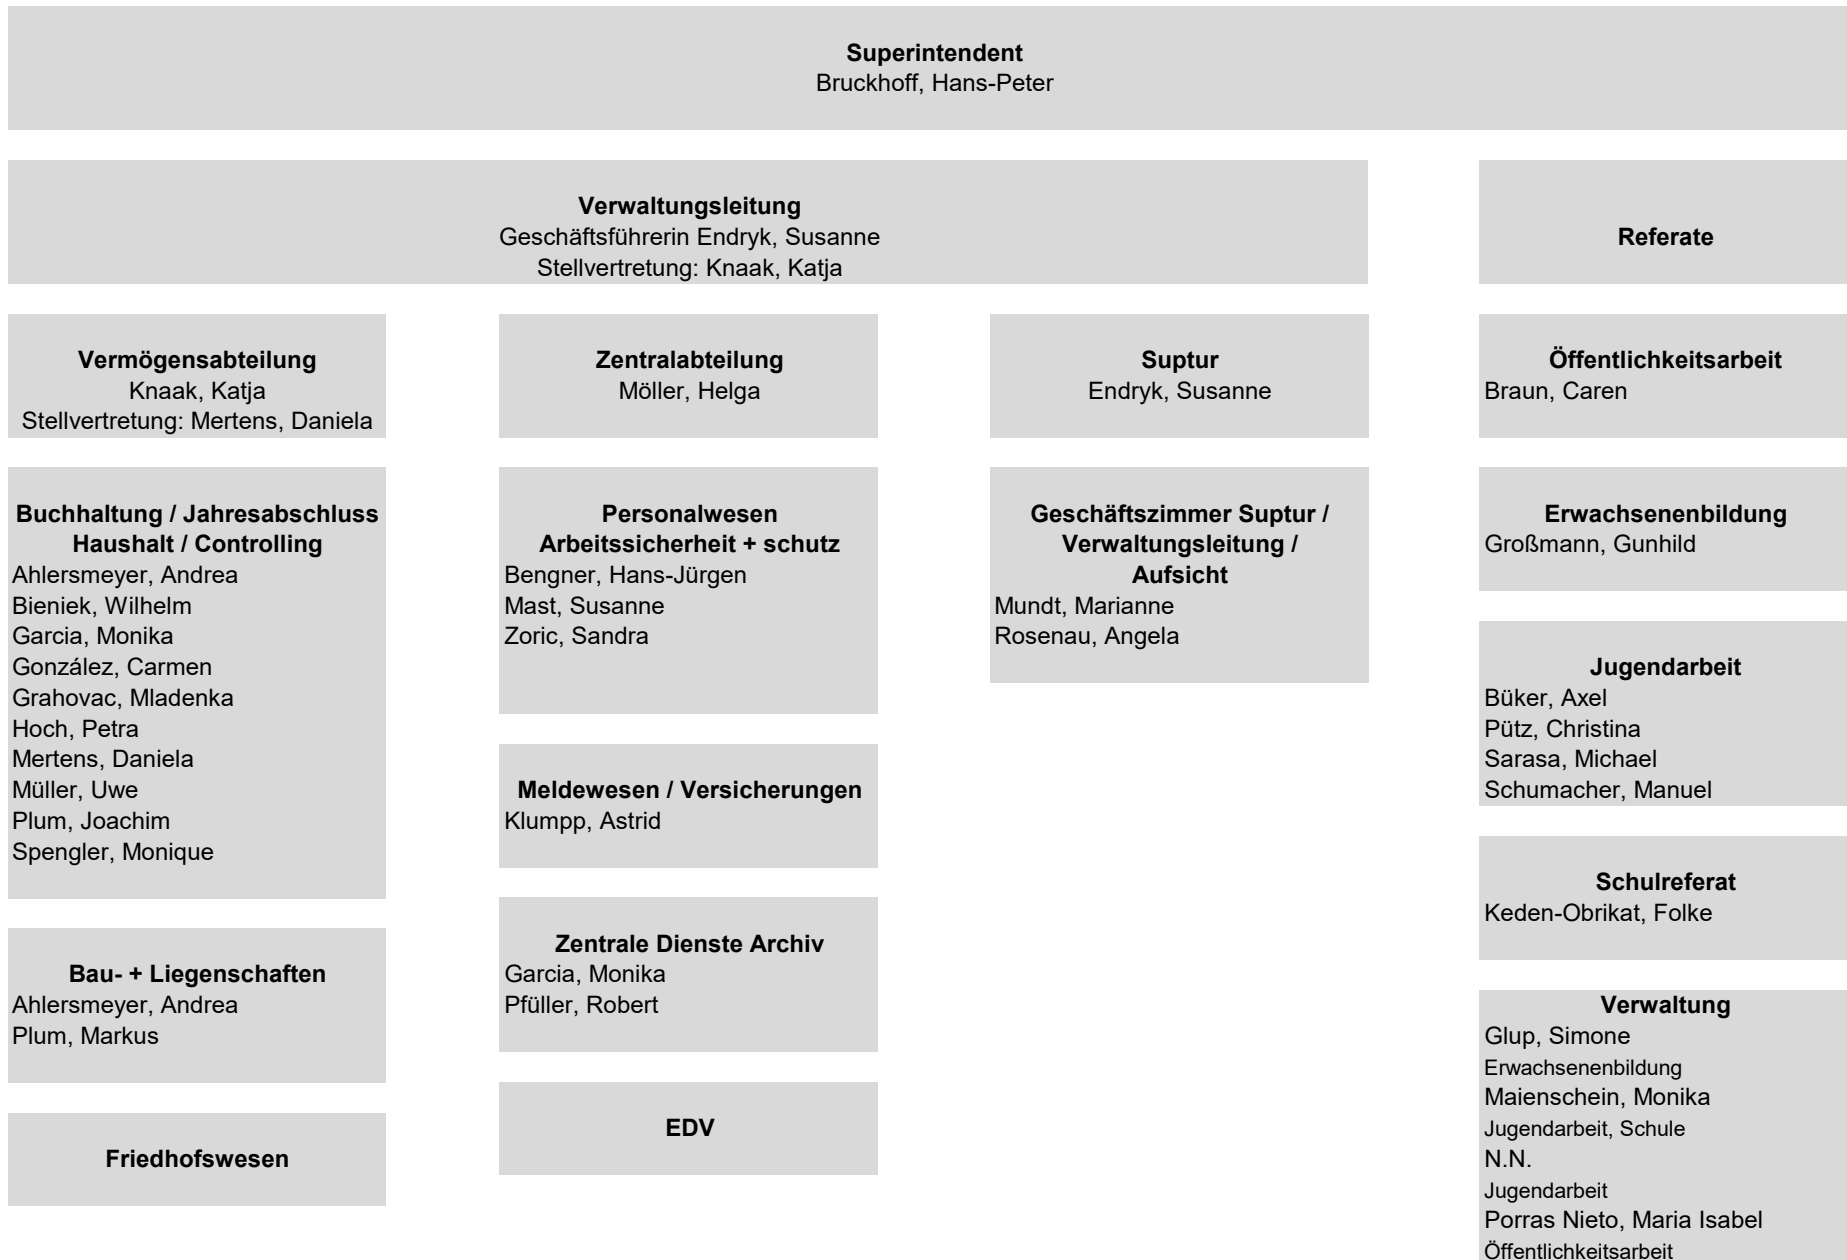 Superintendent
Bruckhoff, Hans-Peter
Verwaltungsleitung
Geschäftsführerin Endryk, Susanne
Stellvertretung: Knaak, Katja
Referate
Vermögensabteilung
Knaak, Katja
Stellvertretung: Mertens, Daniela
Zentralabteilung
Möller, Helga
Suptur
Endryk, Susanne
Öffentlichkeitsarbeit
Braun, Caren
Buchhaltung / Jahresabschluss
Haushalt / Controlling
Ahlersmeyer, Andrea
Bieniek, Wilhelm
Garcia, Monika
González, Carmen
Grahovac, Mladenka
Hoch, Petra
Mertens, Daniela
Müller, Uwe
Plum, Joachim
Spengler, Monique
Bau- + Liegenschaften
Ahlersmeyer, Andrea
Plum, Markus
Friedhofswesen
Personalwesen
Arbeitssicherheit + schutz
Bengner, Hans-Jürgen
Mast, Susanne
Zoric, Sandra
Meldewesen / Versicherungen
Klumpp, Astrid
Zentrale Dienste Archiv
Garcia, Monika
Pfüller, Robert
EDV
Geschäftszimmer Suptur /
Verwaltungsleitung /
Aufsicht
Mundt, Marianne
Rosenau, Angela
Erwachsenenbildung
Großmann, Gunhild
Jugendarbeit
Büker, Axel
Pütz, Christina
Sarasa, Michael
Schumacher, Manuel
Schulreferat
Keden-Obrikat, Folke
Verwaltung
Glup, Simone
Erwachsenenbildung
Maienschein, Monika
Jugendarbeit, Schule
N.N.
Jugendarbeit
Porras Nieto, Maria Isabel
Öffentlichkeitsarbeit